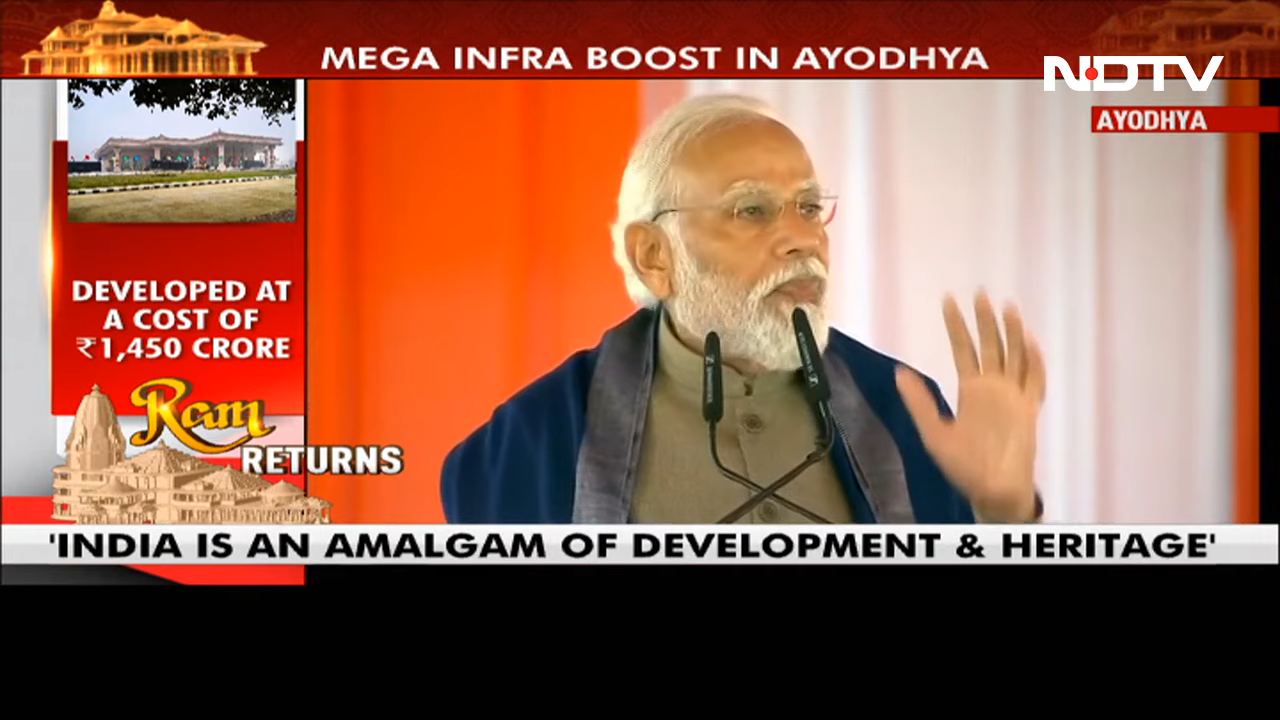 MEGA INFRA BOOST IN AYODHYA
NDTV
AYODHYA
DEVELOPED AT
A COST OF
₹1,450 CRORE
Ram
RETURNS
'INDIA IS AN AMALGAM OF DEVELOPMENT & HERITAGE'